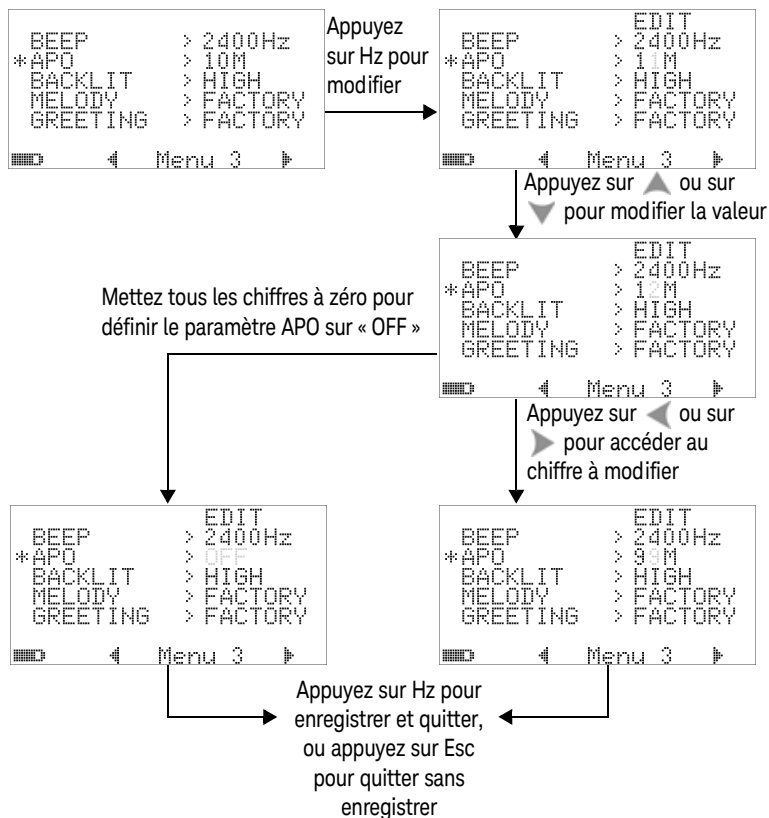 BEEP > 2400Hz
*APO > 10M
BACKLIT > HIGH
MELODY > FACTORY
GREETING > FACTORY
Menu 3
Appuyez
sur Hz pour
modifier
EDIT
BEEP > 2400Hz
*APO > 11M
BACKLIT > HIGH
MELODY > FACTORY
GREETING > FACTORY
Menu 3
Appuyez sur ▲ ou sur
▼ pour modifier la valeur
EDIT
BEEP > 2400Hz
*APO > 12M
BACKLIT > HIGH
MELODY > FACTORY
GREETING > FACTORY
Menu 3
Mettez tous les chiffres à zéro pour
définir le paramètre APO sur « OFF »
Appuyez sur ◀ ou sur
▶ pour accéder au
chiffre à modifier
EDIT
BEEP > 2400Hz
*APO > OFF
BACKLIT > HIGH
MELODY > FACTORY
GREETING > FACTORY
Menu 3
EDIT
BEEP > 2400Hz
*APO > 99M
BACKLIT > HIGH
MELODY > FACTORY
GREETING > FACTORY
Menu 3
Appuyez sur Hz pour
enregistrer et quitter,
ou appuyez sur Esc
pour quitter sans
enregistrer